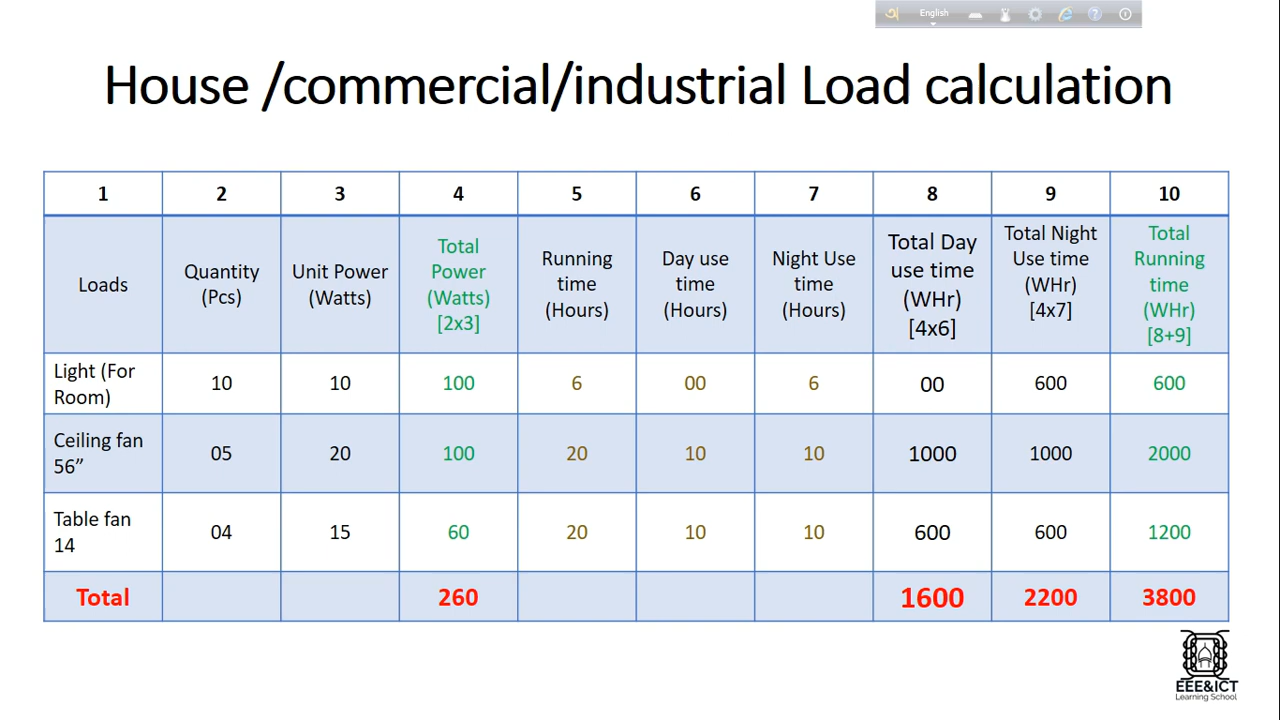 English
House /commercial/industrial Load calculation
1 2 3 4 5 6 7 8 9 10
Loads
Quantity
(Pcs)
Unit Power
(Watts)
Total
Power
(Watts)
[2x3]
Running
time
(Hours)
Day use
time
(Hours)
Night Use
time
(Hours)
Total Day
use time
(WHr)
[4x6]
Total Night
Use time
(WHr)
[4x7]
Total
Running
time
(WHr)
[8+9]
Light (For
Room)
10 10 100 6 00 6 00 600 600
Ceiling fan
56”
05 20 100 20 10 10 1000 1000 2000
Table fan
14
04 15 60 20 10 10 600 600 1200
Total 260 1600 2200 3800
EEE&ICT
Learning School